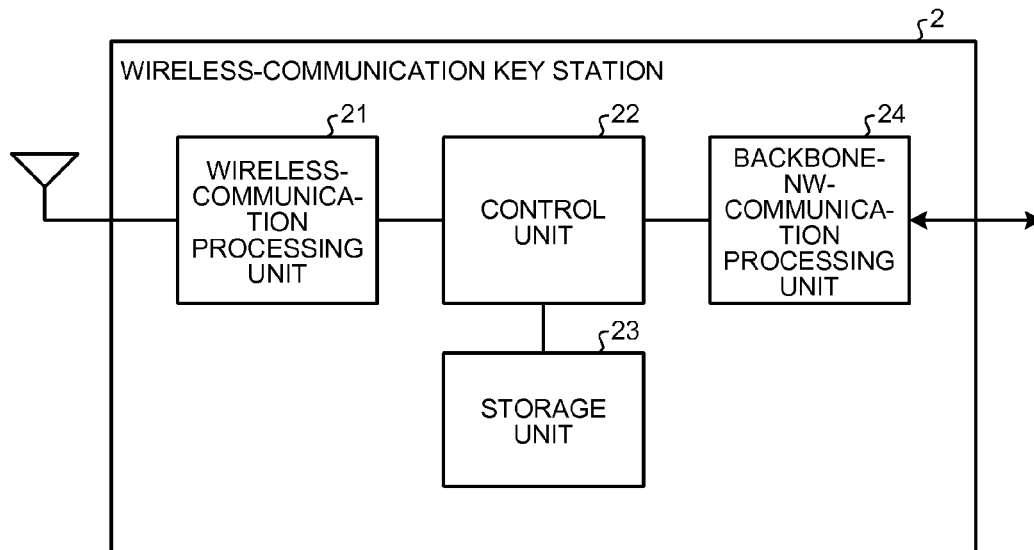 2
WIRELESS-COMMUNICATION KEY STATION
21
WIRELESS-
COMMUNICA-
TION
PROCESSING
UNIT
22
CONTROL
UNIT
24
BACKBONE-
NW-
COMMUNICA-
TION
PROCESSING
UNIT
23
STORAGE
UNIT